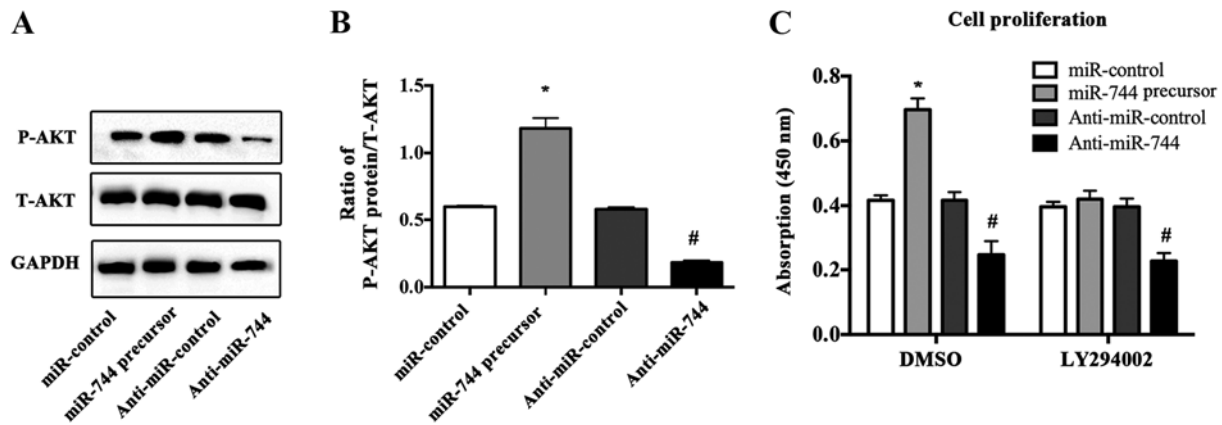 A
P-AKT
T-AKT
GAPDH
miR-control
miR-744 precursor
Anti-miR-control
Anti-miR-744
B
Ratio of
P-AKT protein/T-AKT
1.5
1.0
0.5
0.0
*
#
miR-control
miR-744 precursor
Anti-miR-control
Anti-miR-744
C
Cell proliferation
Absorption (450 nm)
0.8
0.6
0.4
0.2
0.0
*
#
#
miR-control
miR-744 precursor
Anti-miR-control
Anti-miR-744
DMSO
LY294002